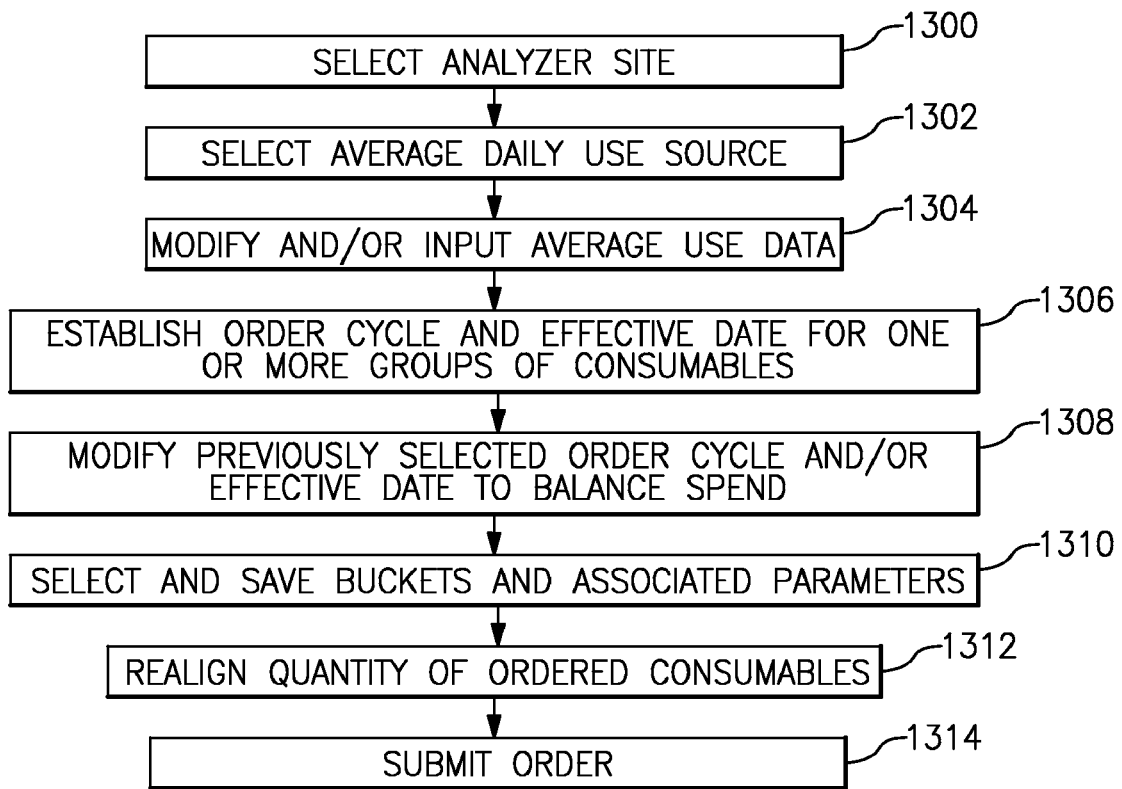 1300
SELECT ANALYZER SITE
1302
SELECT AVERAGE DAILY USE SOURCE
1304
MODIFY AND/OR INPUT AVERAGE USE DATA
1306
ESTABLISH ORDER CYCLE AND EFFECTIVE DATE FOR ONE
OR MORE GROUPS OF CONSUMABLES
1308
MODIFY PREVIOUSLY SELECTED ORDER CYCLE AND/OR
EFFECTIVE DATE TO BALANCE SPEND
1310
SELECT AND SAVE BUCKETS AND ASSOCIATED PARAMETERS
1312
REALIGN QUANTITY OF ORDERED CONSUMABLES
1314
SUBMIT ORDER